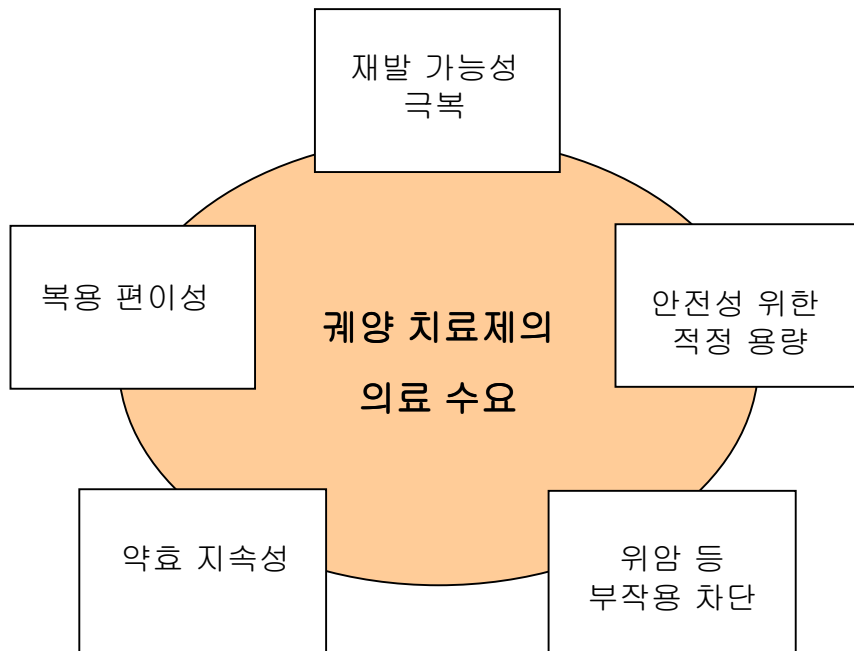 재발 가능성
극복
복용 편이성
안전성 위한
적정 용량
궤양 치료제의
의료 수요
약효 지속성
위암 등
부작용 차단